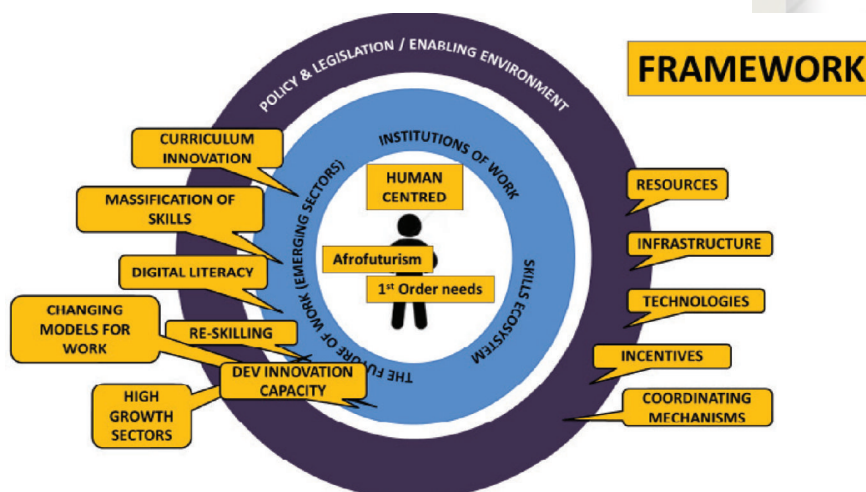 FRAMEWORK
POLICY & LEGISLATION / ENABLING ENVIRONMENT
INSTITUTIONS OF WORK
SKILLS ECOSYSTEM
THE FUTURE OF WORK (EMERGING SECTORS)
HUMAN
CENTRED
Afrofuturism
1st Order needs
CURRICULUM
INNOVATION
MASSIFICATION OF
SKILLS
DIGITAL LITERACY
CHANGING
MODELS FOR
WORK
RE-SKILLING
DEV INNOVATION
CAPACITY
HIGH
GROWTH
SECTORS
RESOURCES
INFRASTRUCTURE
TECHNOLOGIES
INCENTIVES
COORDINATING
MECHANISMS